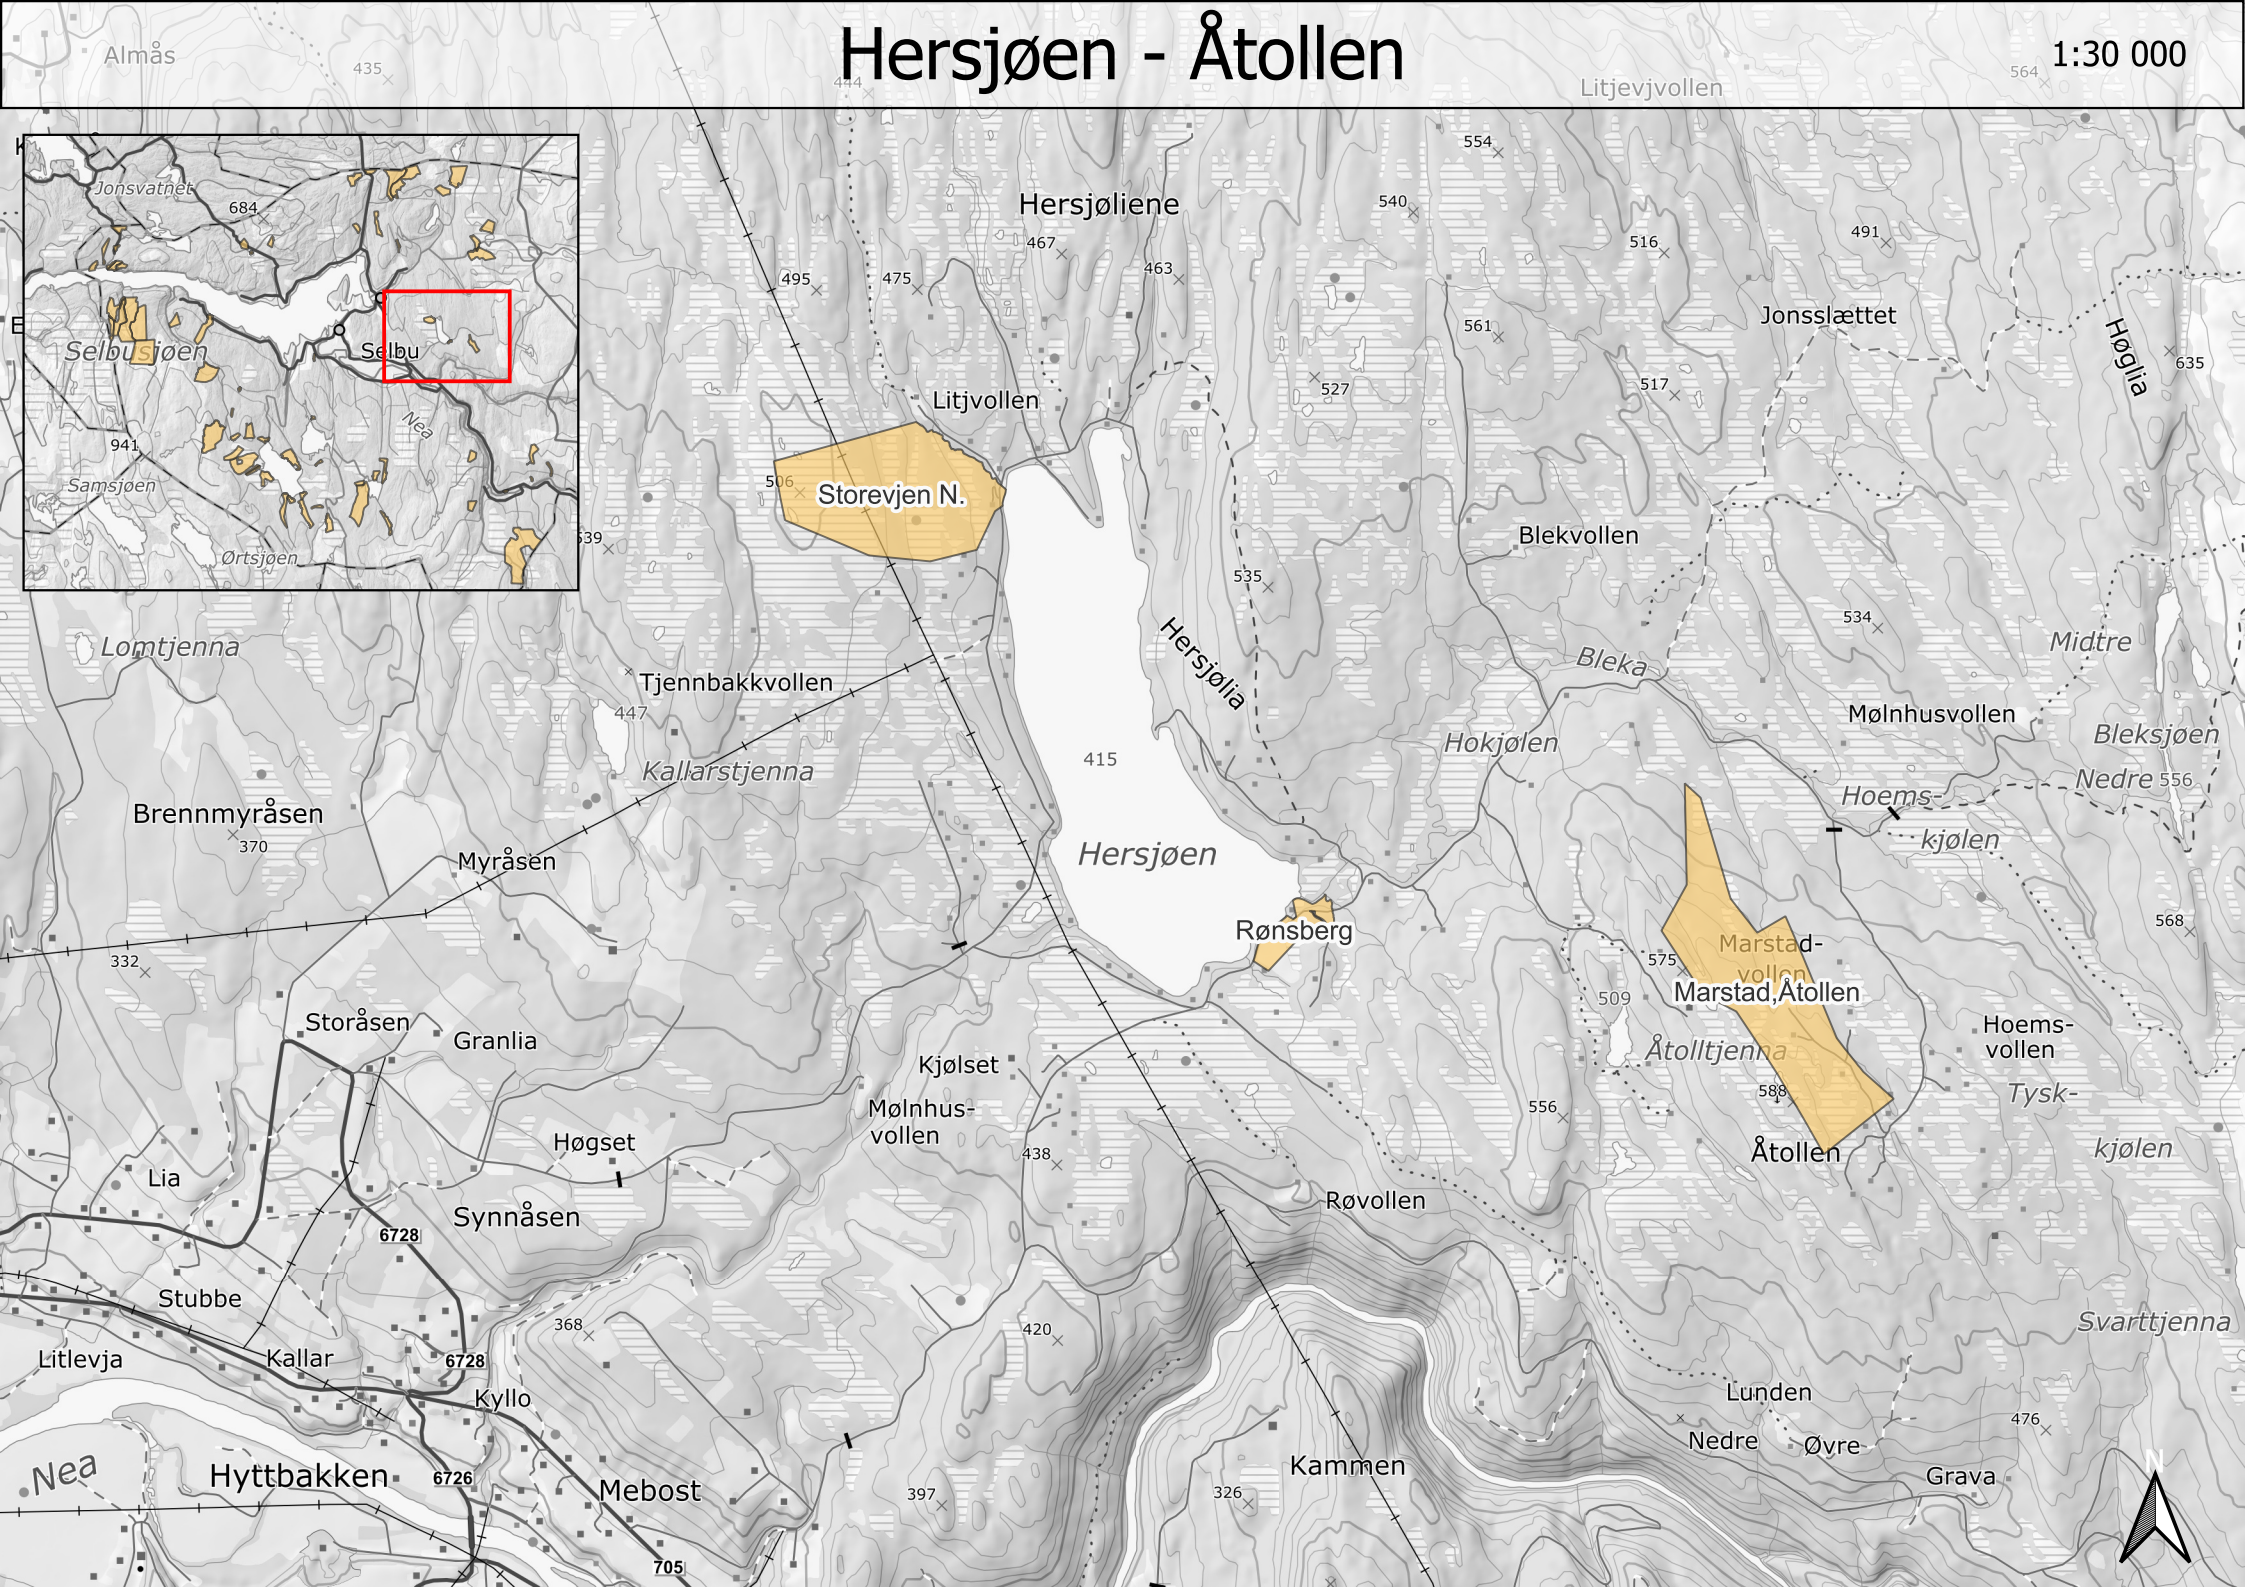 Hersjøen - Åtollen
1:30 000
Almås
435
444
Litjevjvollen
564
554
Jonsvatnet
684
Hersjøliene
540
467
516
491
463
495
475
Jonsslættet
Høglia
561
635
Selbusjøen
Selbu
527
517
Litjvollen
Nea
941
506
Storevjen N.
Samsjøen
539
Blekvollen
Ørtsjøen
535
534
Lomtjenna
Hersjølia
Bleka
Midtre
Tjennbakkvollen
447
Mølnhusvollen
Hokjølen
Bleksjøen
415
Kallarstjenna
Nedre 556
Hoems-
kjølen
Brennmyråsen
370
Myråsen
Hersjøen
568
Rønsberg
Marstad-
vollen
332
575
Marstad,Åtollen
509
Storåsen
Granlia
Hoems-
vollen
Åtolltjenna
Kjølset
588
Tysk-
kjølen
Mølnhus-
vollen
556
Høgset
438
Åtollen
Lia
Røvollen
Synnåsen
6728
Stubbe
368
420
Svarttjenna
Litlevja
Kallar
6728
Kyllo
Lunden
476
Nedre
Øvre
Nea
Hyttbakken
6726
Mebost
397
326
Kammen
Grava
N
705